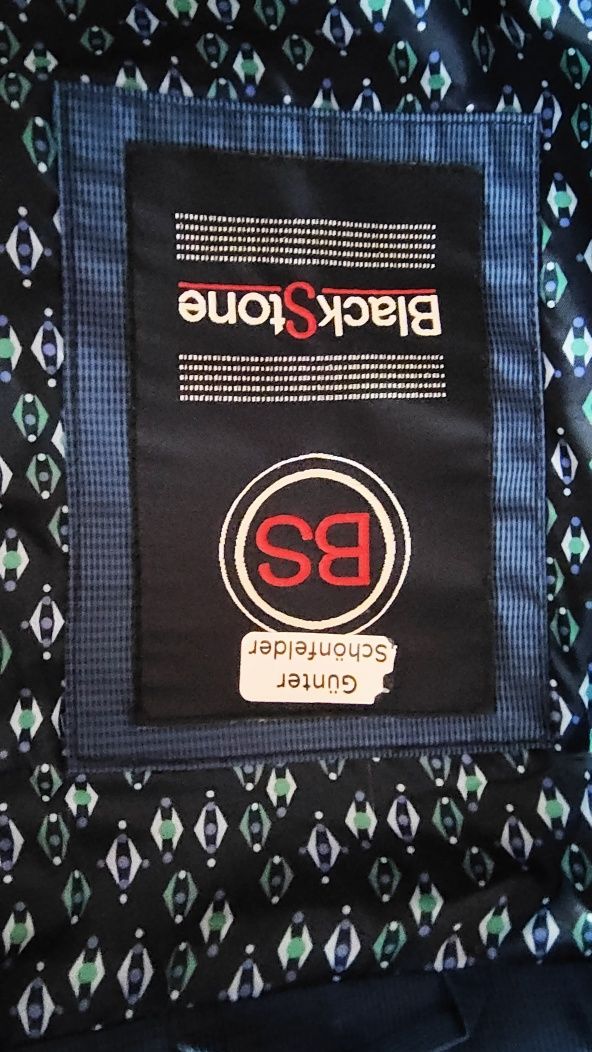 Günter
Schönfelder
BS
BlackStone